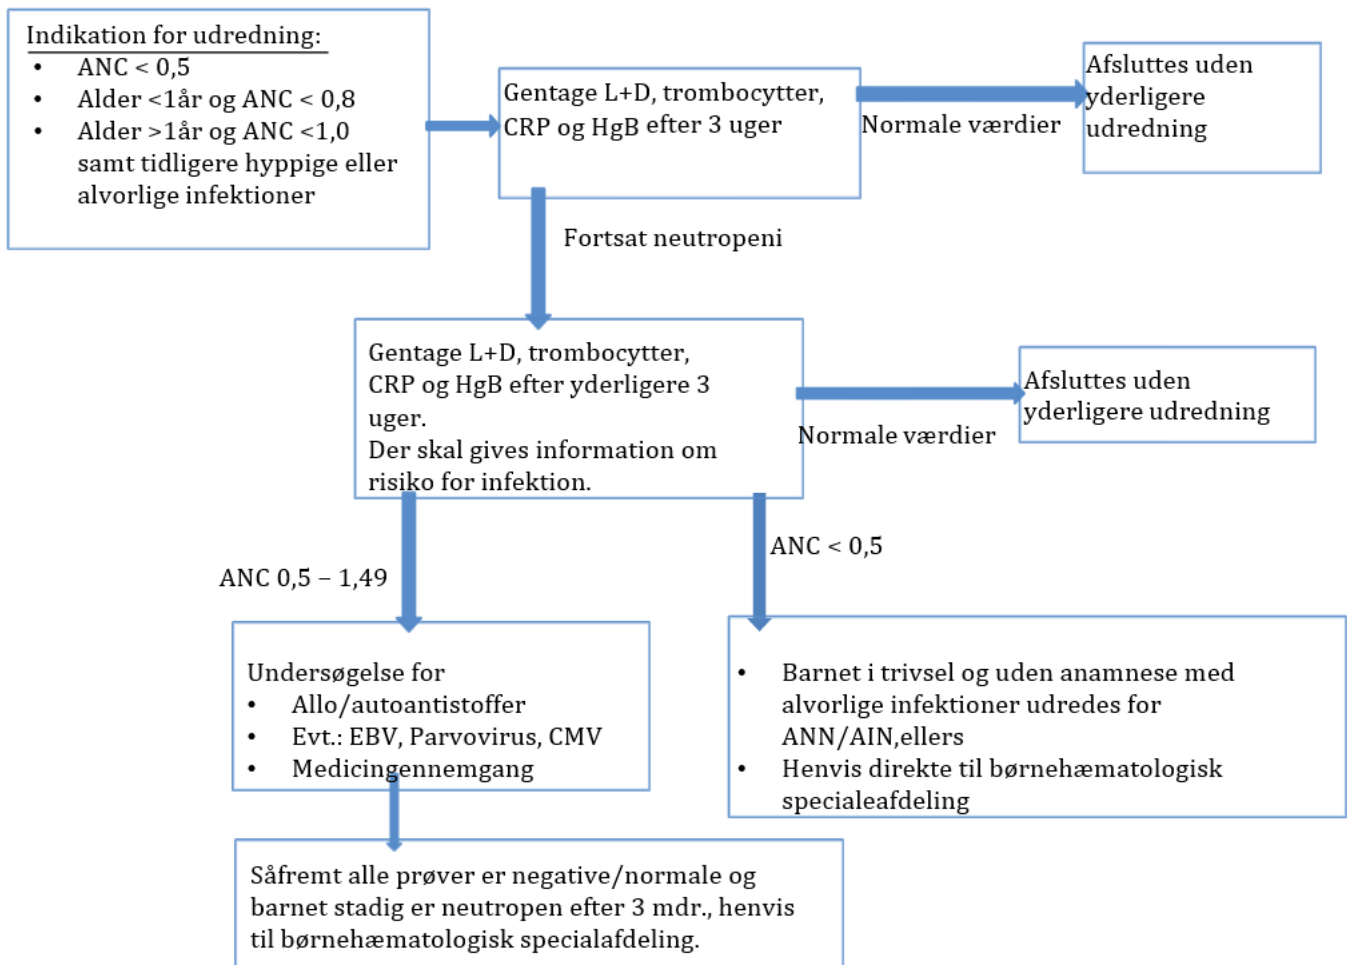 Indikation for udredning:
• ANC < 0,5
• Alder <1år og ANC < 0,8
• Alder >1år og ANC <1,0
samt tidligere hyppige eller
alvorlige infektioner
Gentage L+D, trombocytter,
CRP og HgB efter 3 uger
Normale værdier
Afsluttes uden
yderligere
udredning
Fortsat neutropeni
Gentage L+D, trombocytter,
CRP og HgB efter yderligere 3
uger.
Der skal gives information om
risiko for infektion.
Normale værdier
Afsluttes uden
yderligere udredning
ANC 0,5 – 1,49
ANC < 0,5
Undersøgelse for
• Allo/autoantistoffer
• Evt.: EBV, Parvovirus, CMV
• Medicingennemgang
• Barnet i trivsel og uden anamnese med
alvorlige infektioner udredes for
ANN/AIN,ellers
• Henvis direkte til børnehæmatologisk
specialeafdeling
Såfremt alle prøver er negative/normale og
barnet stadig er neutropen efter 3 mdr., henvis
til børnehæmatologisk specialafdeling.